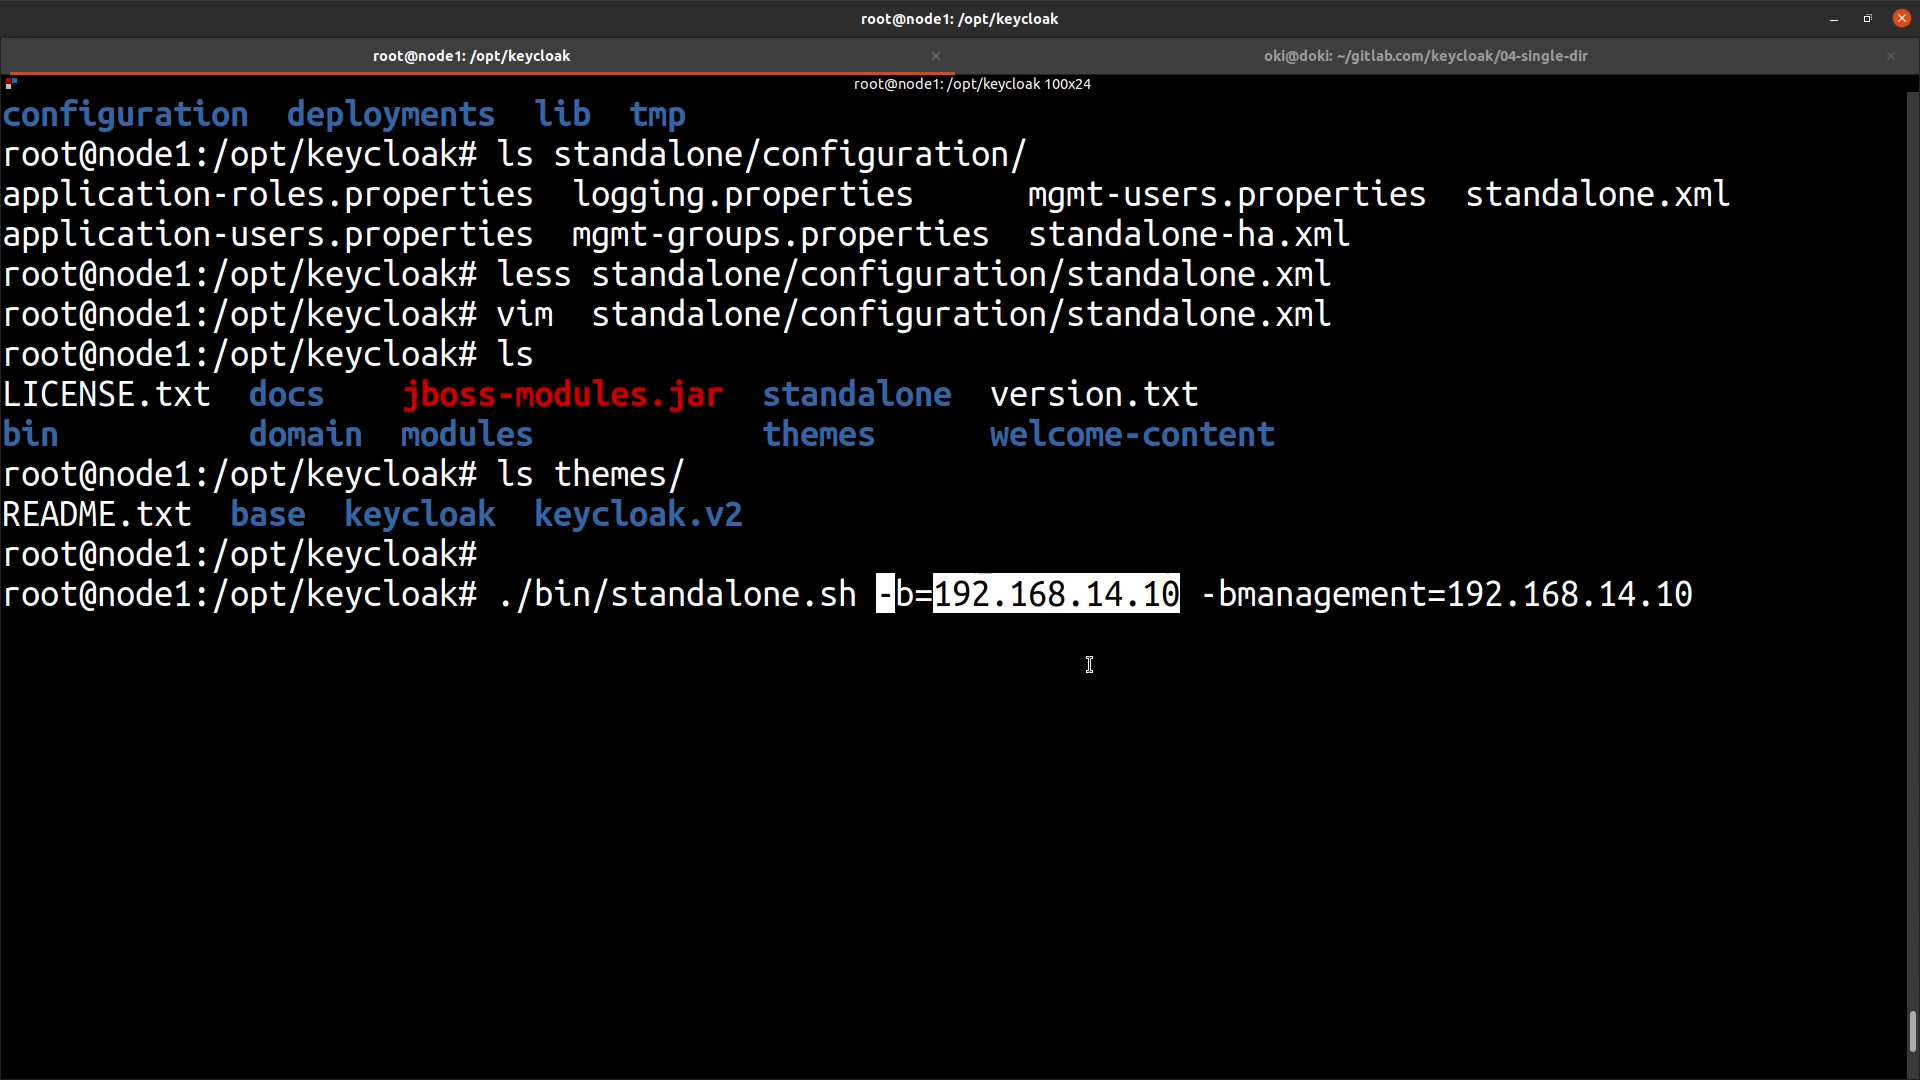 root@node1: /opt/keycloak
root@node1: /opt/keycloak × oki@doki: ~/gitlab.com/keycloak/04-single-dir ×
root@node1: /opt/keycloak 100x24
configuration  deployments  lib  tmp
root@node1:/opt/keycloak# ls standalone/configuration/
application-roles.properties  logging.properties      mgmt-users.properties  standalone.xml
application-users.properties  mgmt-groups.properties  standalone-ha.xml
root@node1:/opt/keycloak# less standalone/configuration/standalone.xml
root@node1:/opt/keycloak# vim  standalone/configuration/standalone.xml
root@node1:/opt/keycloak# ls
LICENSE.txt  docs    jboss-modules.jar  standalone  version.txt
bin          domain  modules            themes      welcome-content
root@node1:/opt/keycloak# ls themes/
README.txt  base  keycloak  keycloak.v2
root@node1:/opt/keycloak#
root@node1:/opt/keycloak# ./bin/standalone.sh -b=192.168.14.10 -bmanagement=192.168.14.10